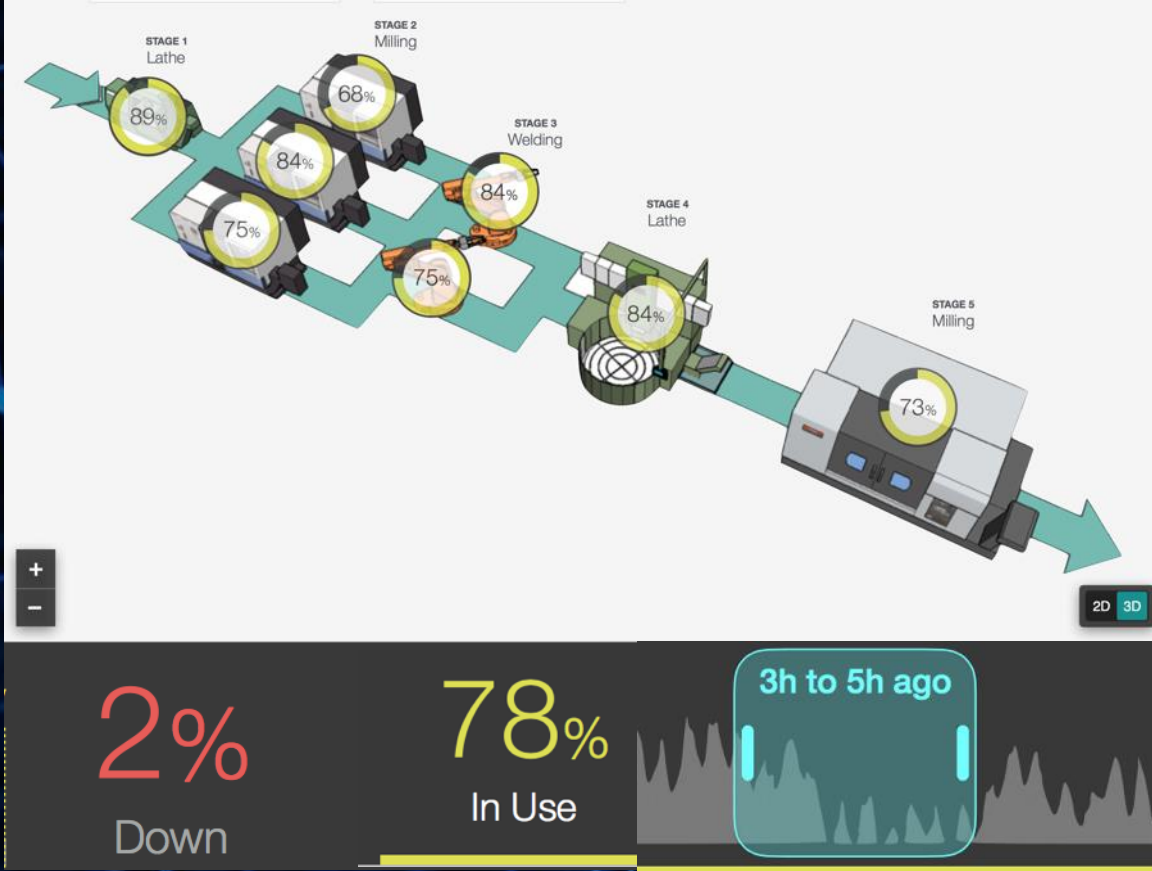 STAGE 1
Lathe
STAGE 2
Milling
STAGE 3
Welding
STAGE 4
Lathe
STAGE 5
Milling
89%
68%
84%
75%
84%
75%
84%
73%
+
−
2D 3D
2%
Down
78%
In Use
3h to 5h ago